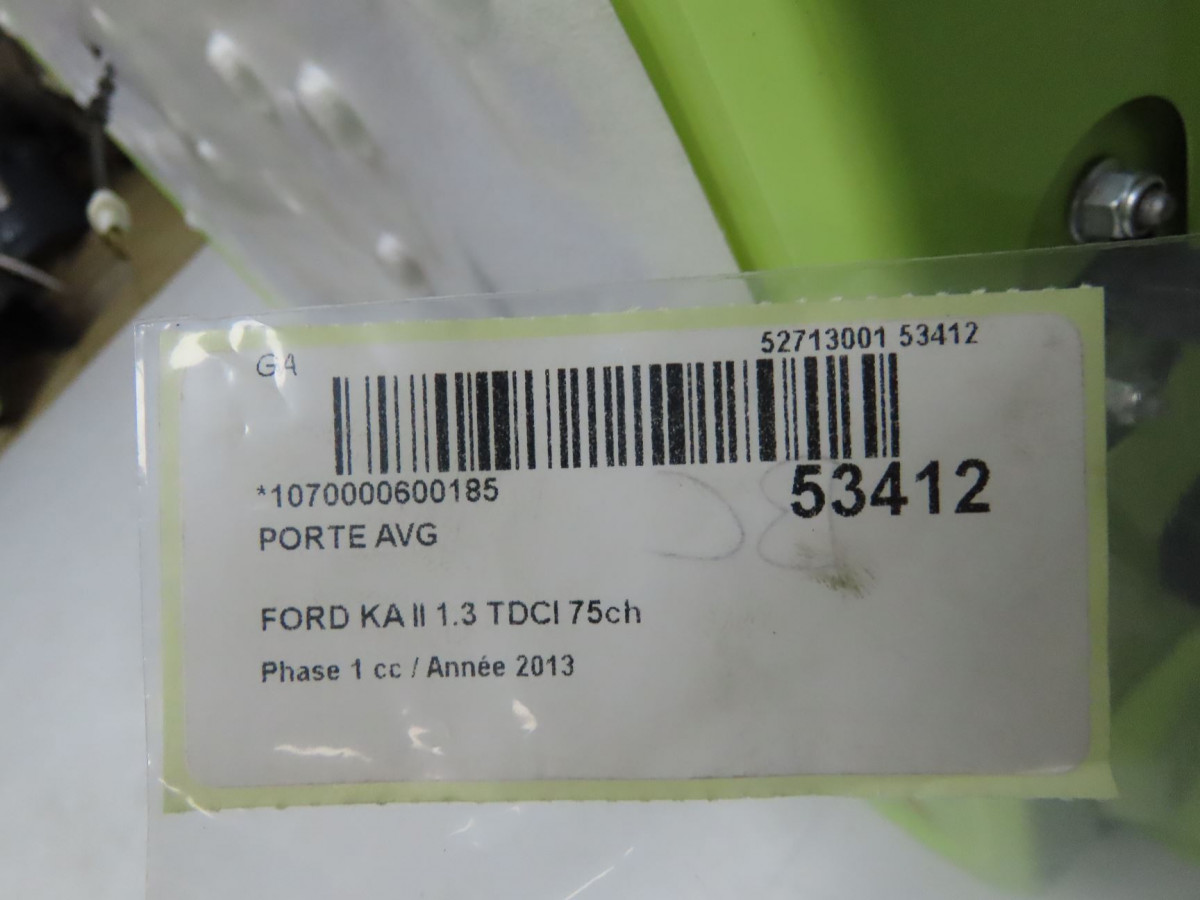 52713001 53412
G4
*1070000600185
53412
PORTE AVG
FORD KA II 1.3 TDCI 75ch
Phase 1 cc / Année 2013